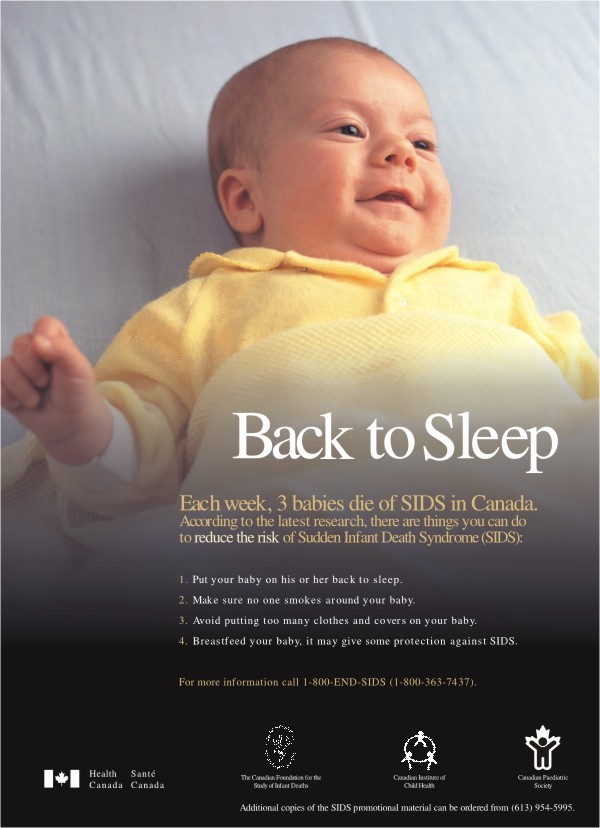 Back to Sleep
Each week, 3 babies die of SIDS in Canada.
According to the latest research, there are things you can do
to reduce the risk of Sudden Infant Death Syndrome (SIDS):
1. Put your baby on his or her back to sleep.
2. Make sure no one smokes around your baby.
3. Avoid putting too many clothes and covers on your baby.
4. Breastfeed your baby, it may give some protection against SIDS.
For more information call 1-800-END-SIDS (1-800-363-7437).
Health Santé
Canada Canada
The Canadian Foundation for the
Study of Infant Deaths
Canadian Institute of
Child Health
Canadian Paediatric
Society
Additional copies of the SIDS promotional material can be ordered from (613) 954-5995.